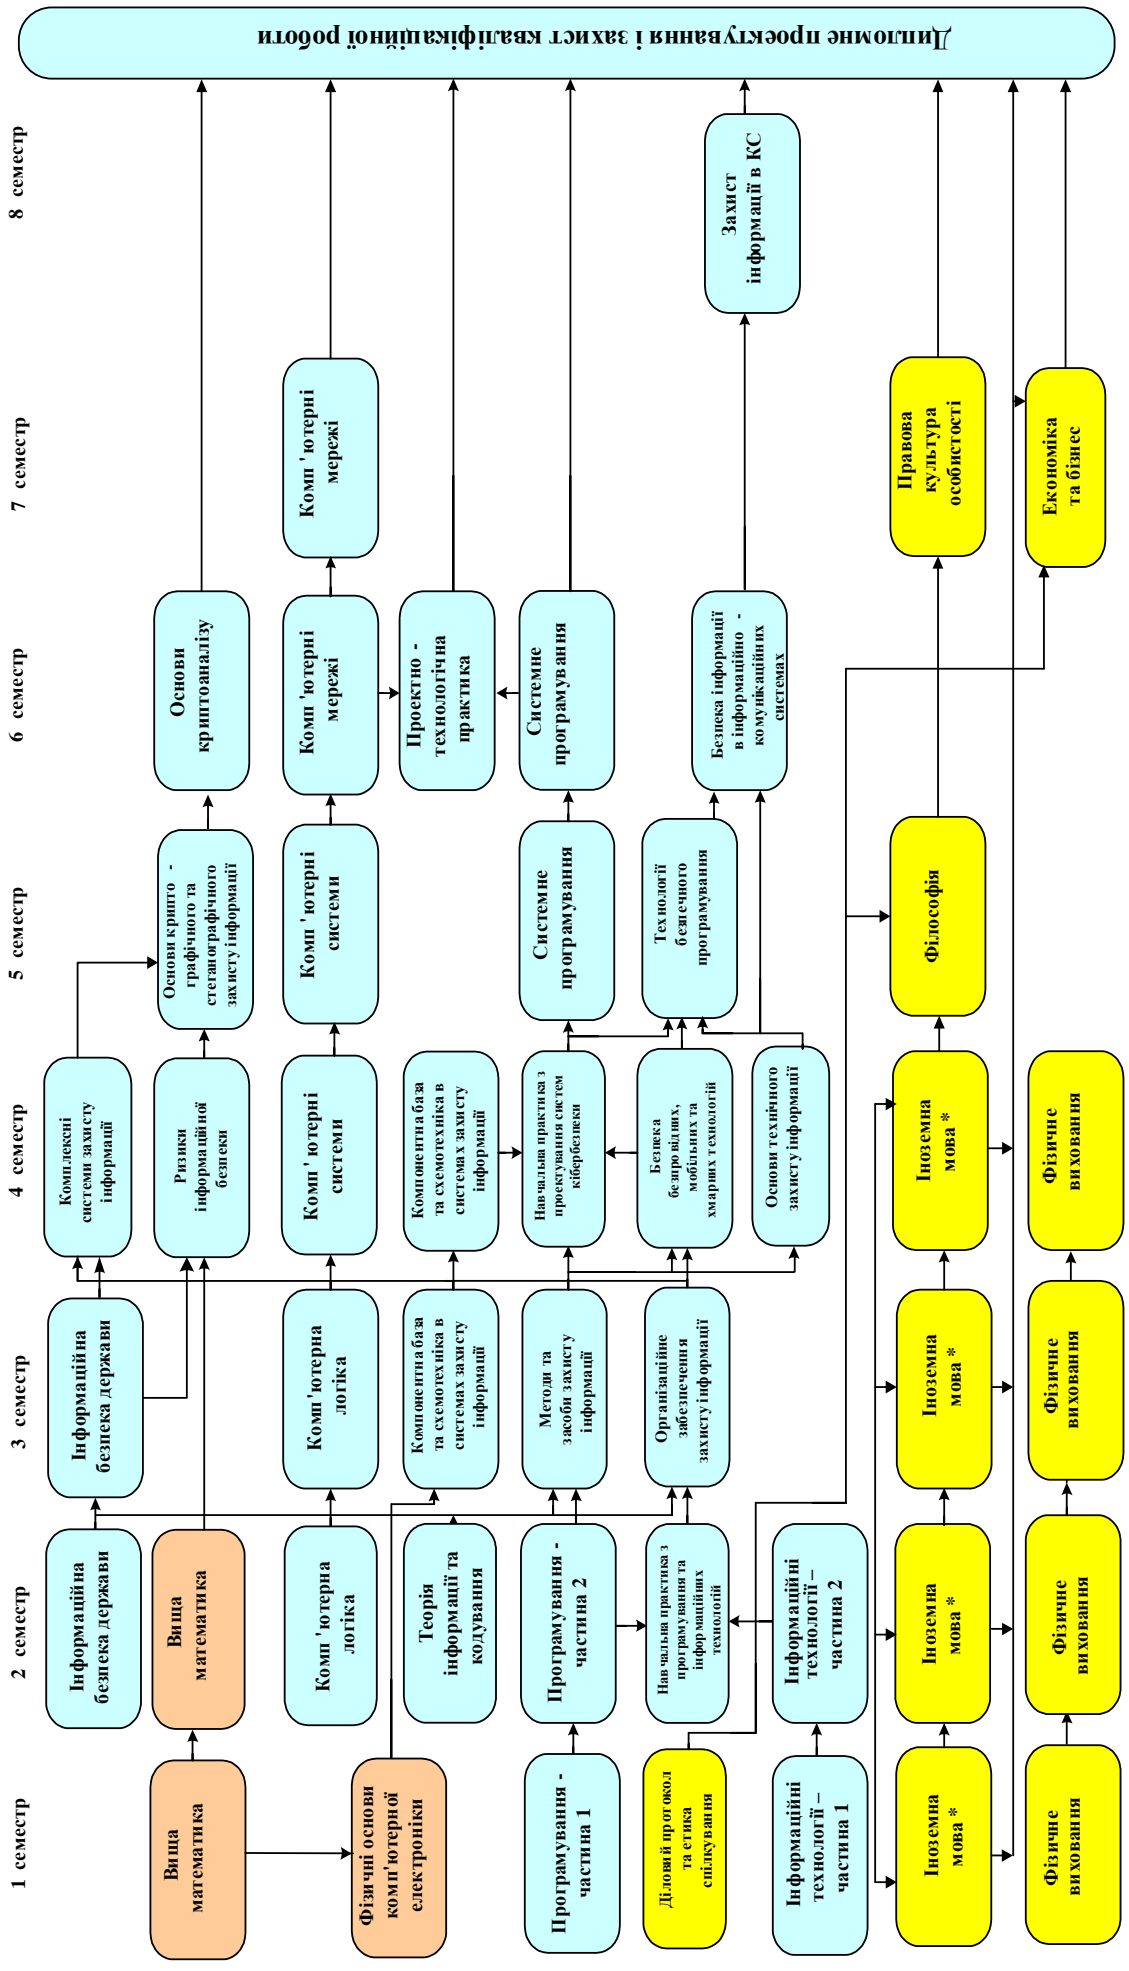 Дипломне проектування і захист кваліфікаційної роботи
1 семестр
2 семестр
3 семестр
4 семестр
5 семестр
6 семестр
7 семестр
8 семестр
Вища
математика
Фізичні основи
комп'ютерної
електроніки
Програмування -
частина 1
Діловий протокол
та етика
спілкування
Інформаційні
технології –
частина 1
Іноземна
мова *
Фізичне
виховання
Інформаційна
безпека держави
Вища
математика
Комп 'ютерна
логіка
Теорія
інформації та
кодування
Програмування -
частина 2
Навчальна практика з
програмування та
інформаційних
технологій
Інформаційні
технології –
частина 2
Іноземна
мова *
Фізичне
виховання
Інформаційна
безпека держави
Комп'ютерна
логіка
Компонентна база
та схемотехніка в
системах захисту
інформації
Методи та
засоби захисту
інформації
Організаційне
забезпечення
захисту інформації
Іноземна
мова *
Фізичне
виховання
Комплексні
системи захисту
інформації
Ризики
інформаційної
безпеки
Комп' ютерні
системи
Компонентна база
та схемотехніка в
системах захисту
інформації
Навчальна практика з
проектування систем
кібербезпеки
Безпека
безпровідних,
мобільних та
хмарних технологій
Основи технічного
захисту інформації
Іноземна
мова *
Фізичне
виховання
Основи крипто -
графічного та
стеганографічного
захисту інформації
Комп ' ютерні
системи
Системне
програмування
Технології
безпечного
програмування
Філософія
Основи
криптоаналізу
Комп ' ютерні
мережі
Проектно -
технологічна
практика
Системне
програмування
Безпека інформації
в інформаційно -
комунікаційних
системах
Комп ' ютерні
мережі
Правова
культура
особистості
Економіка
та бізнес
Захист
інформації в КС